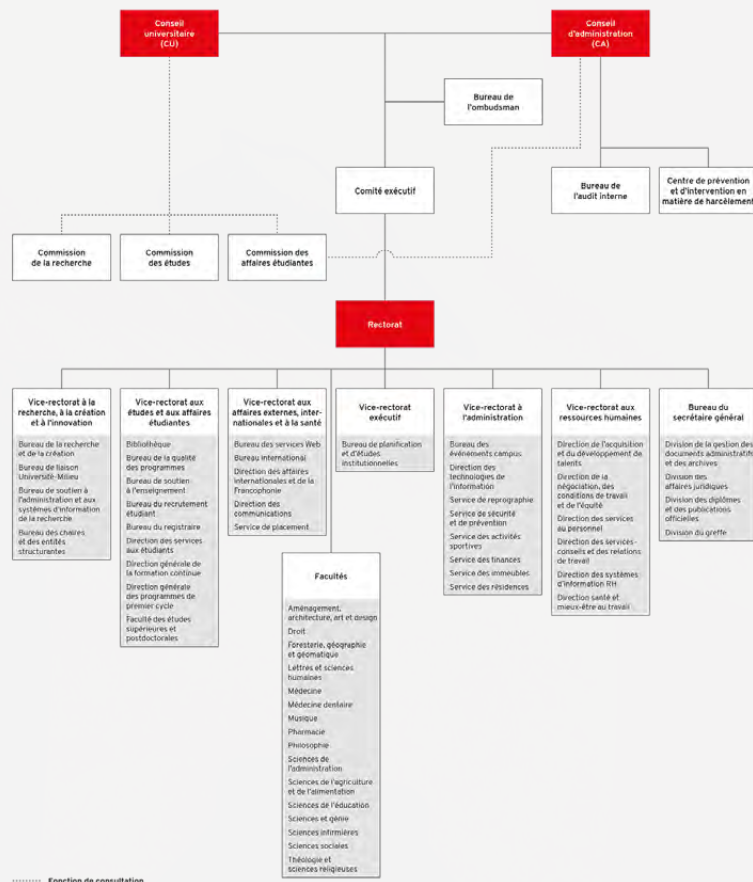 Conseil
universitaire
(CU)
Conseil
d'administration
(CA)
Bureau de
l'ombudsman
Comité exécutif
Bureau de
l'audit interne
Centre de prévention
et d'intervention en
matière de harcèlement
Commission
de la recherche
Commission
des études
Commission des
affaires étudiantes
Rectorat
Vice-rectorat à la
recherche, à la création
et à l'innovation
Bureau de la recherche
et de la création
Bureau de liaison
Université-Milieu
Bureau de soutien à
l'administration et aux
systèmes d'information
de la recherche
Bureau des chaires
et des entités
structurantes
Vice-rectorat aux
études et aux affaires
étudiantes
Bibliothèque
Bureau de la qualité
des programmes
Bureau de soutien
à l'enseignement
Bureau du recrutement
étudiant
Bureau du registraire
Direction des services
aux étudiants
Direction générale de
la formation continue
Direction générale
des programmes de
premier cycle
Faculté des études
supérieures et
postdoctorales
Vice-rectorat aux
affaires externes, inter-
nationales et à la santé
Bureau des services Web
Bureau international
Direction des affaires
internationales et de la
Francophonie
Direction des
communications
Service de placement
Vice-rectorat
exécutif
Bureau de planification
et d'études
institutionnelles
Vice-rectorat à
l'administration
Bureau des
événements campus
Direction des
technologies de
l'information
Service de reprographie
Service de sécurité
et de prévention
Service des activités
sportives
Service des finances
Service des immeubles
Service des résidences
Vice-rectorat aux
ressources humaines
Direction de l'acquisition
et du développement de
talents
Direction de la
négociation, des
conditions de travail
et de l'équité
Direction des services
au personnel
Direction des services-
conseils et des relations
de travail
Direction des systèmes
d'information RH
Direction santé et
mieux-être au travail
Bureau du
secrétaire général
Division de la gestion des
documents administratifs
et des archives
Division des
affaires juridiques
Division des diplômes
et des publications
officielles
Division du greffe
Facultés
Aménagement,
architecture, art et design
Droit
Foresterie, géographie
et géomatique
Lettres et sciences
humaines
Médecine
Médecine dentaire
Musique
Pharmacie
Philosophie
Sciences de
l'administration
Sciences de l'agriculture
et de l'alimentation
Sciences de l'éducation
Sciences et génie
Sciences infirmières
Sciences sociales
Théologie et
sciences religieuses
Fonction de consultation